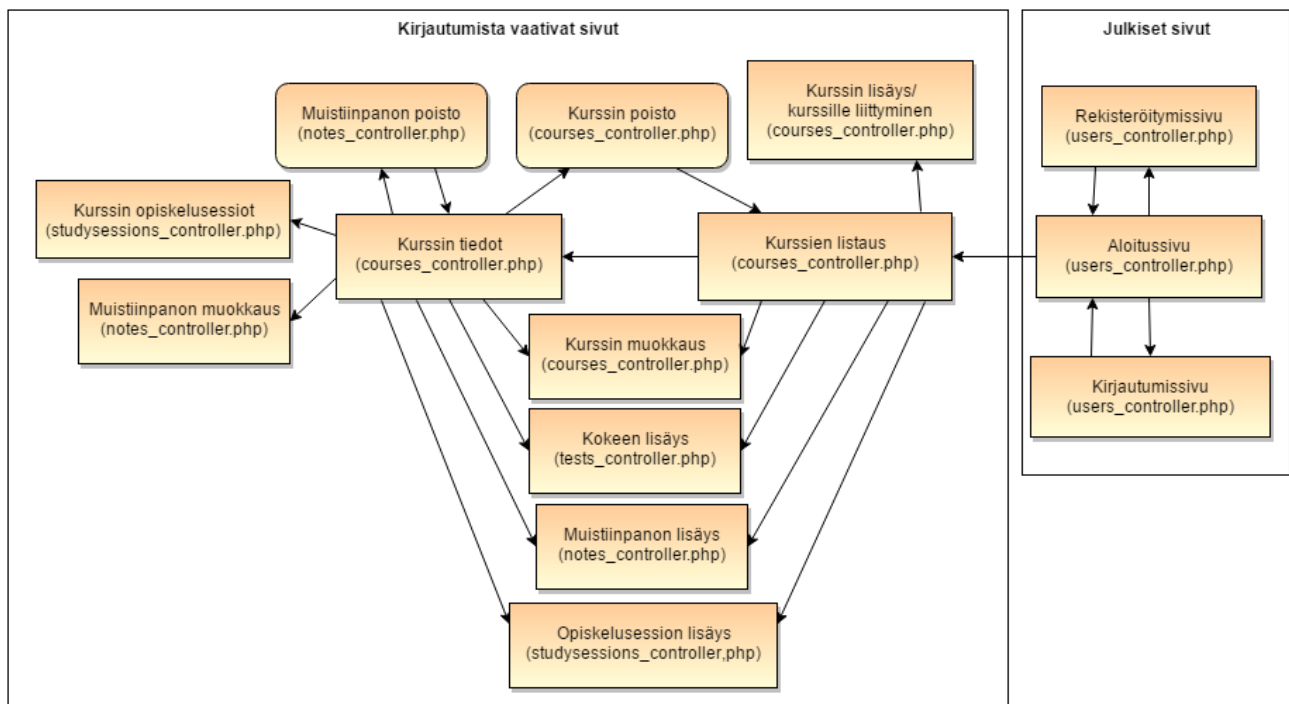 Kirjautumista vaativat sivut
Julkiset sivut
Muistiinpanon poisto
(notes_controller.php)
Kurssin poisto
(courses_controller.php)
Kurssin lisäys/
kurssille liittyminen
(courses_controller.php)
Rekisteröitymissivu
(users_controller.php)
Kurssin opiskelusessiot
(studysessions_controller.php)
Kurssin tiedot
(courses_controller.php)
Kurssien listaus
(courses_controller.php)
Aloitussivu
(users_controller.php)
Muistiinpanon muokkaus
(notes_controller.php)
Kurssin muokkaus
(courses_controller.php)
Kirjautumissivu
(users_controller.php)
Kokeen lisäys
(tests_controller.php)
Muistiinpanon lisäys
(notes_controller.php)
Opiskelusession lisäys
(studysessions_controller,php)